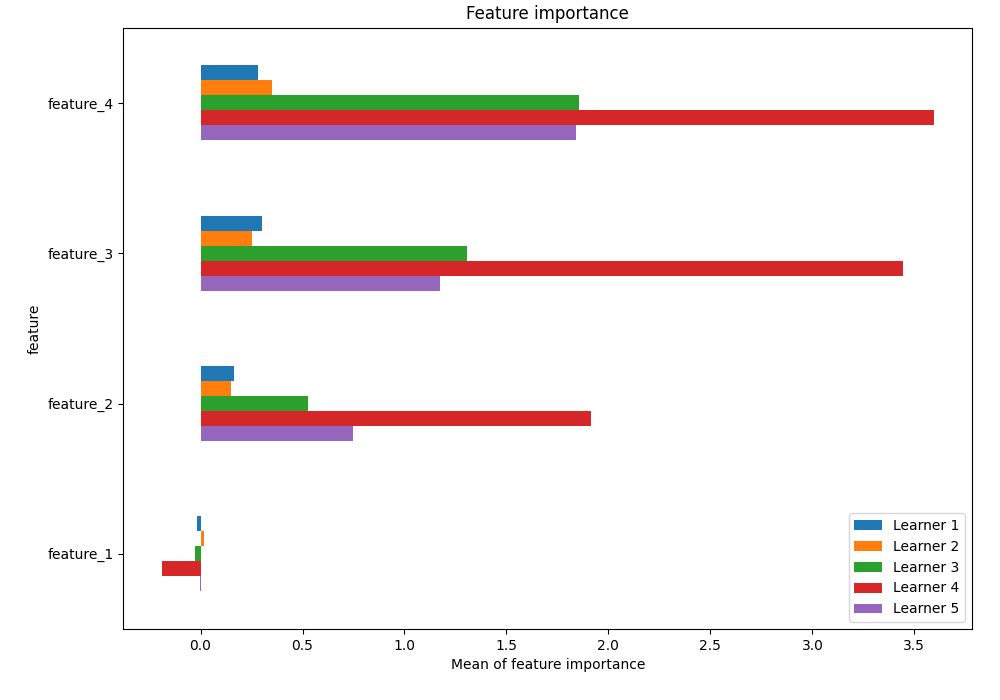 Feature importance
feature_4
feature_3
feature_2
feature_1
feature
0.0 0.5 1.0 1.5 2.0 2.5 3.0 3.5
Mean of feature importance
Learner 1
Learner 2
Learner 3
Learner 4
Learner 5